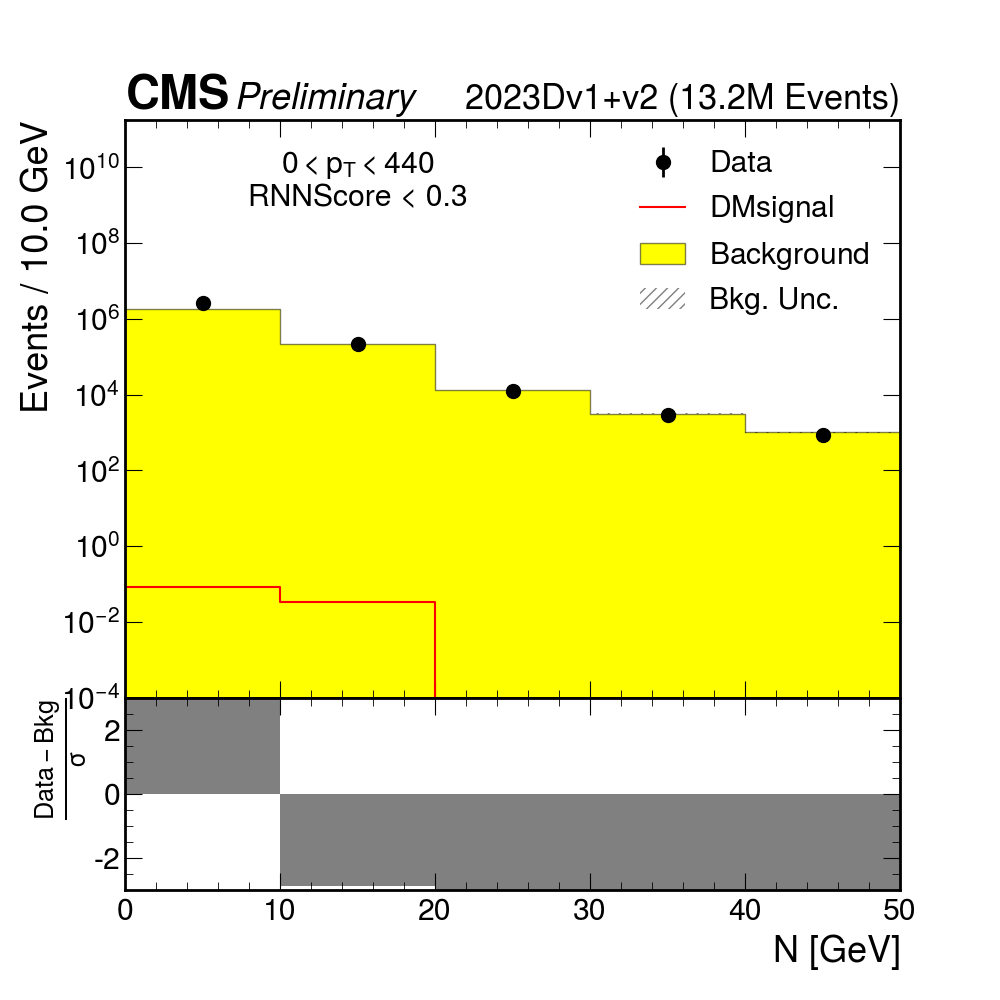 CMS Preliminary 2023Dv1+v2 (13.2M Events)
Events / 10.0 GeV
0 < p_T < 440
RNNScore < 0.3
Data
DMsignal
Background
Bkg. Unc.
10^10
10^8
10^6
10^4
10^2
10^0
10^−2
10^−4
Data – Bkg
σ
2
0
-2
0 10 20 30 40 50
N [GeV]